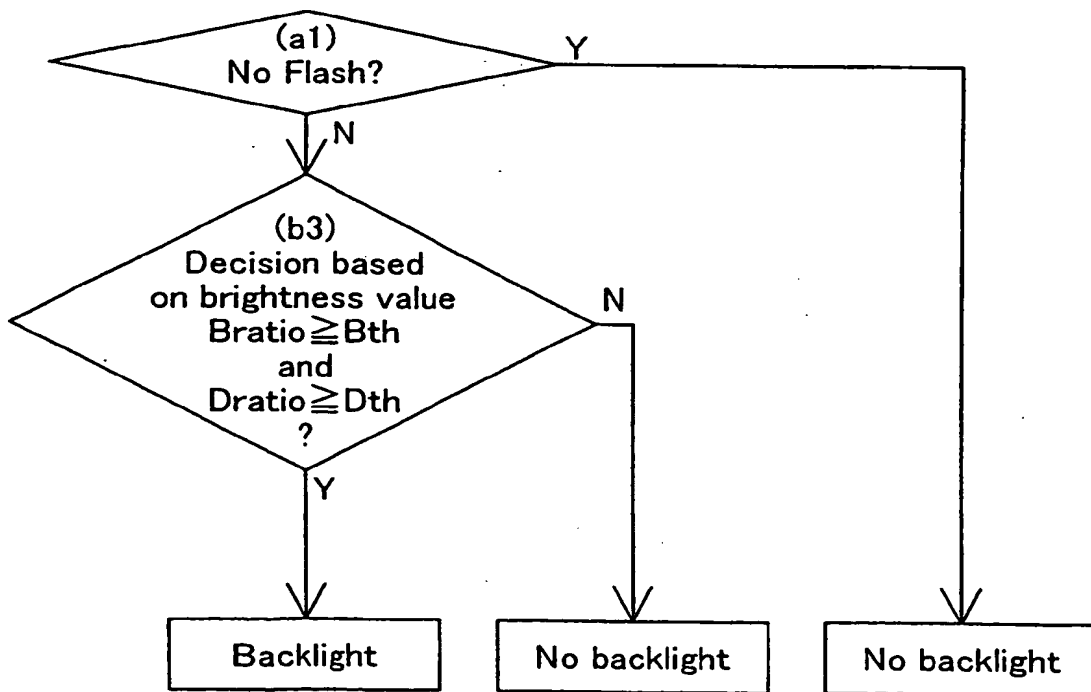 (a1)
No Flash?
Y
N
(b3)
Decision based
on brightness value
Bratio≧Bth
and
Dratio≧Dth
?
N
Y
Backlight
No backlight
No backlight